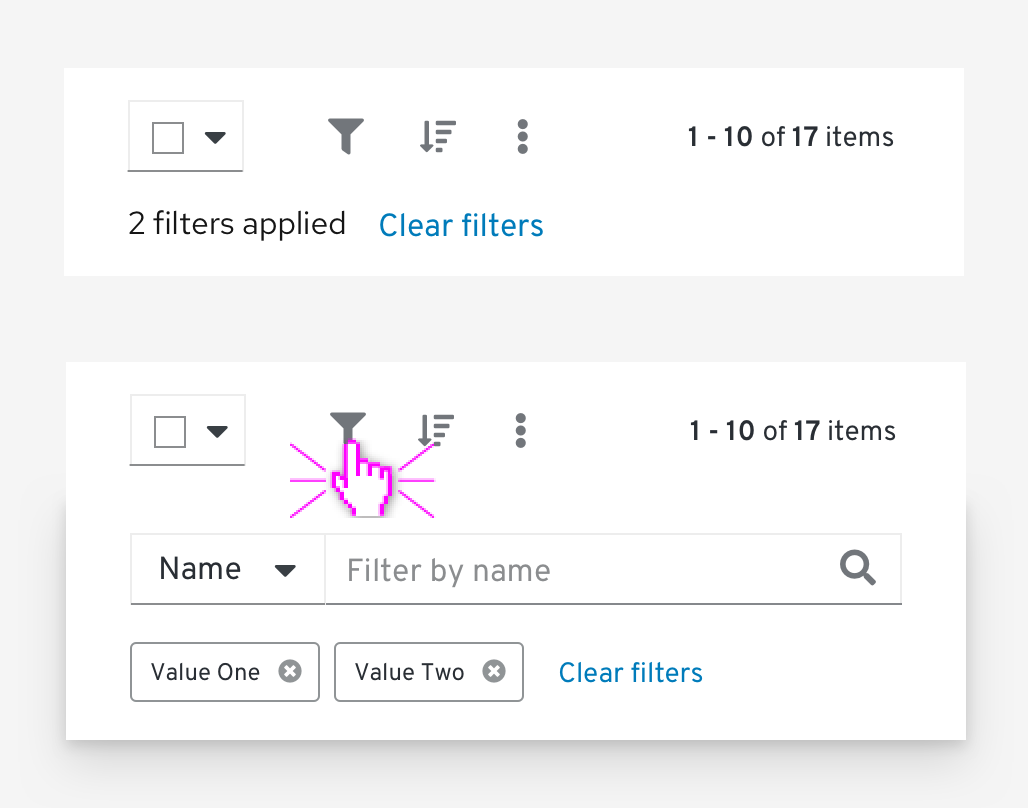 1 - 10 of 17 items
2 filters applied Clear filters
1 - 10 of 17 items
Name Filter by name
Value One Value Two Clear filters